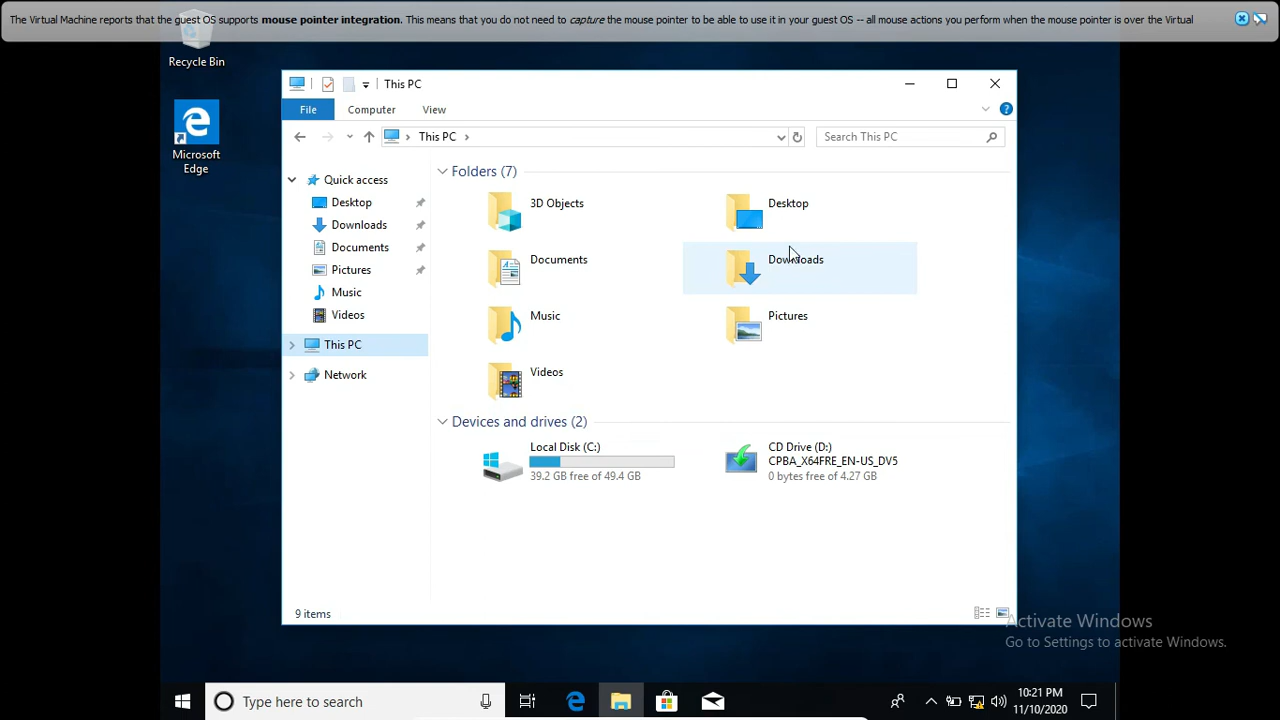 The Virtual Machine reports that the guest OS supports mouse pointer integration. This means that you do not need to capture the mouse pointer to be able to use it in your guest OS -- all mouse actions you perform when the mouse pointer is over the Virtual
Recycle Bin
Microsoft
Edge
This PC
File Computer View
This PC
Search This PC
Quick access
Desktop
Downloads
Documents
Pictures
Music
Videos
This PC
Network
Folders (7)
3D Objects
Desktop
Documents
Downloads
Music
Pictures
Videos
Devices and drives (2)
Local Disk (C:)
39.2 GB free of 49.4 GB
CD Drive (D:)
CPBA_X64FRE_EN-US_DV5
0 bytes free of 4.27 GB
9 items
Activate Windows
Go to Settings to activate Windows.
Type here to search
10:21 PM
11/10/2020